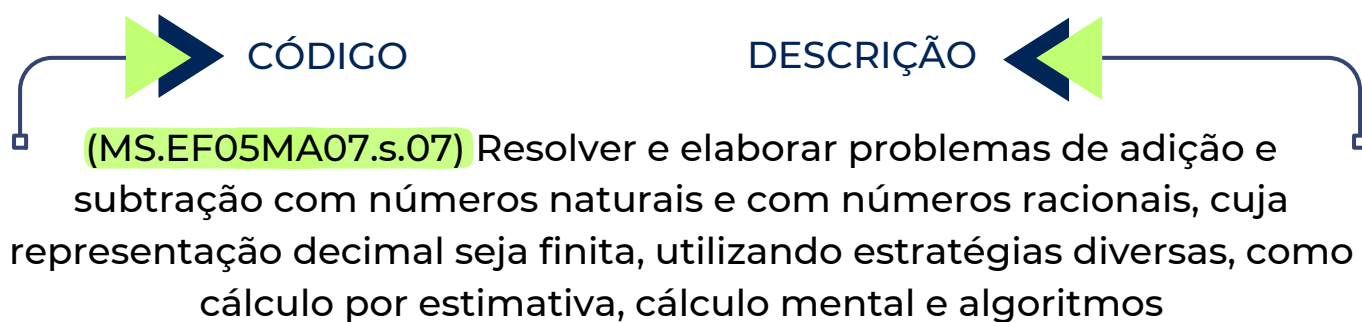 CÓDIGO
DESCRIÇÃO
(MS.EF05MA07.s.07) Resolver e elaborar problemas de adição e
subtração com números naturais e com números racionais, cuja
representação decimal seja finita, utilizando estratégias diversas, como
cálculo por estimativa, cálculo mental e algoritmos